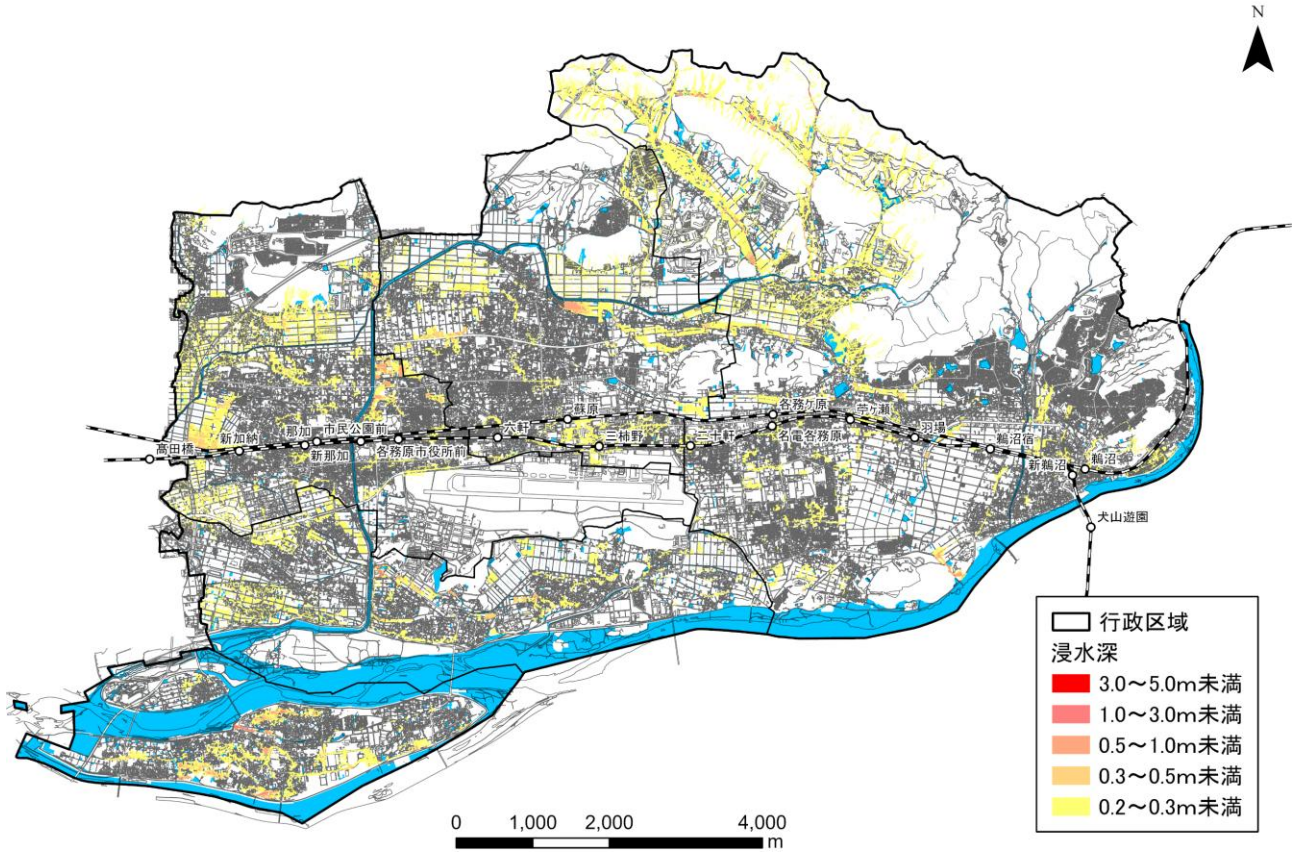 N
蘇原
各務ヶ原
苧ヶ瀬
市民公園前
那加
新加納
六軒
三柿野
二十軒
名電各務原
羽場
鵜沼宿
高田橋
新那加
各務原市役所前
新鵜沼
鵜沼
犬山遊園
行政区域
浸水深
3.0～5.0m未満
1.0～3.0m未満
0.5～1.0m未満
0.3～0.5m未満
0.2～0.3m未満
0 1,000 2,000 4,000
m